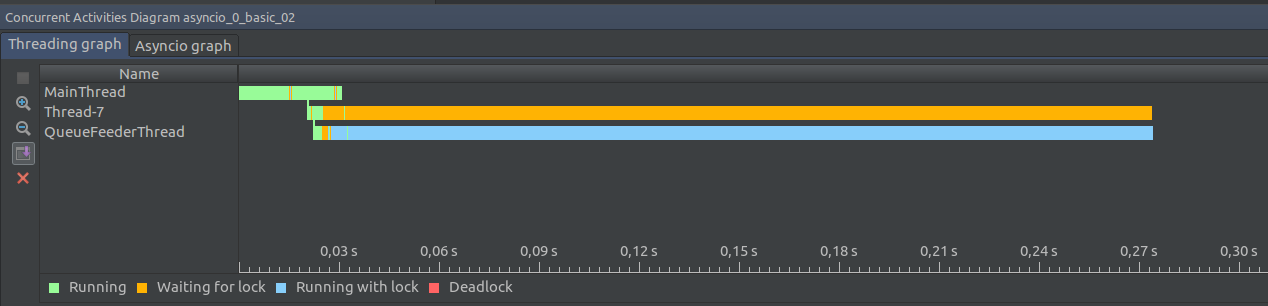 Concurrent Activities Diagram asyncio_0_basic_02
Threading graph Asyncio graph
Name
MainThread
Thread-7
QueueFeederThread
0,03 s 0,06 s 0,09 s 0,12 s 0,15 s 0,18 s 0,21 s 0,24 s 0,27 s 0,30 s
Running Waiting for lock Running with lock Deadlock